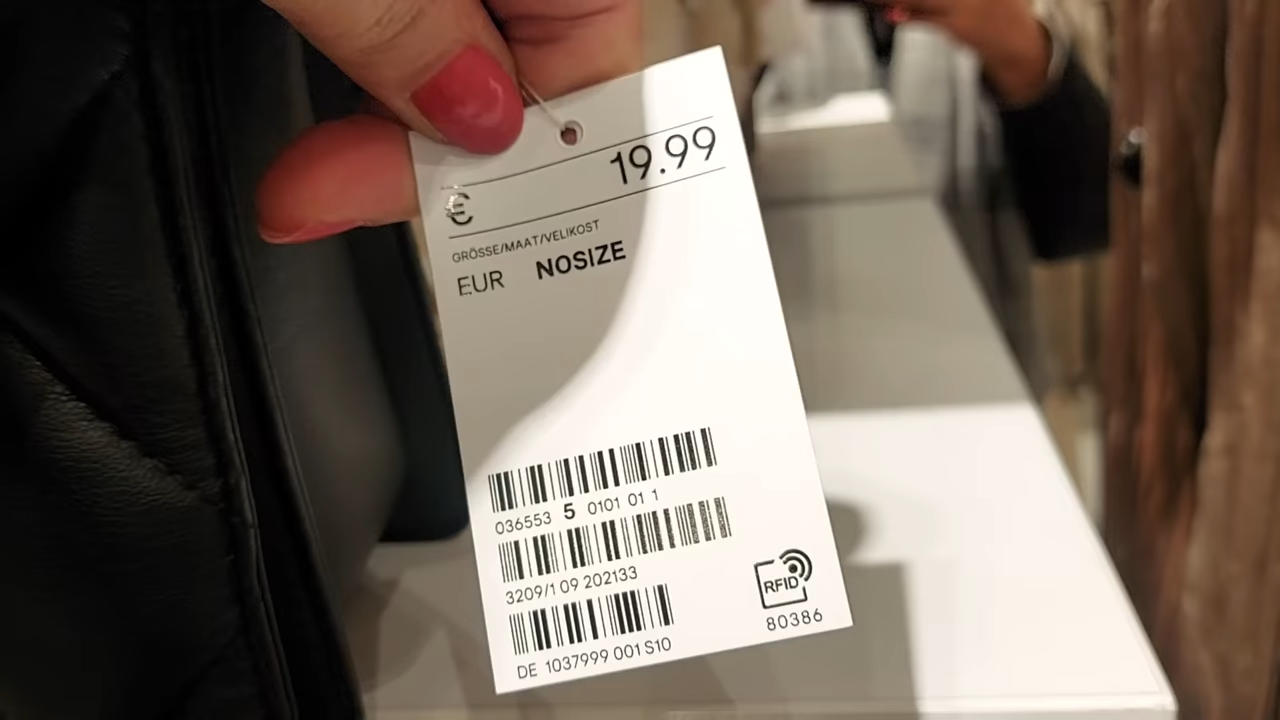 19.99
€
GRÖSSE/MAAT/VELIKOST
EUR NOSIZE
036553 5 0101 01 1
3209/1 09 202133
DE 1037999 001 S10
RFID
80386